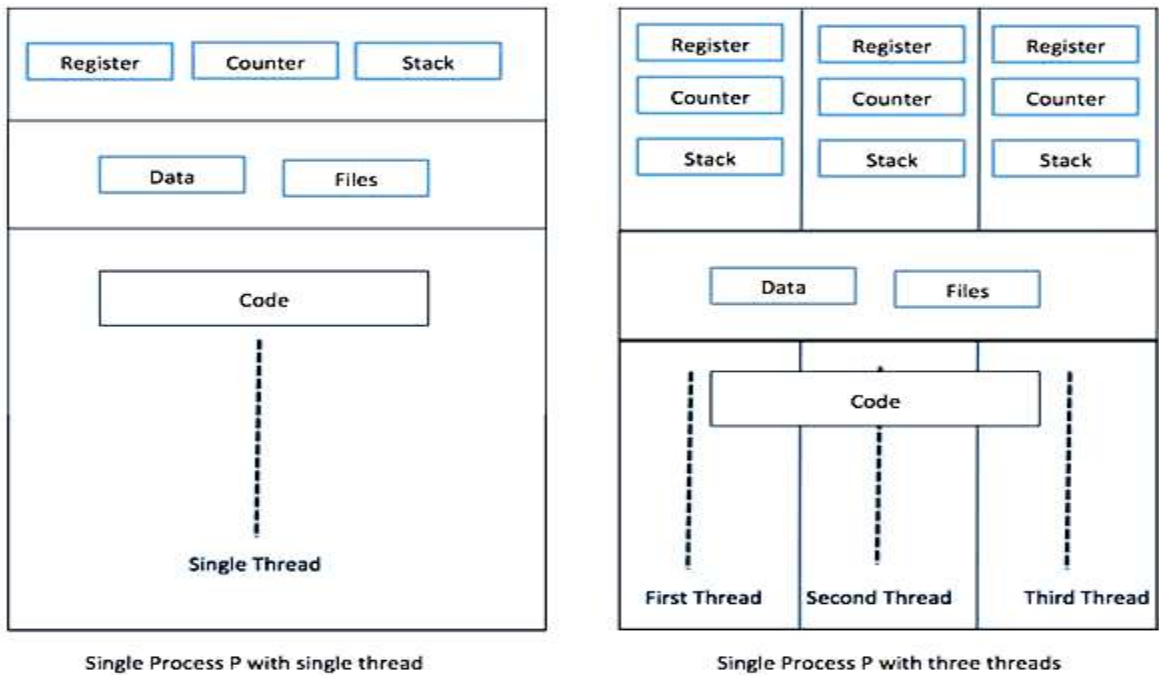 Register Counter Stack
Data Files
Code
Single Thread
Single Process P with single thread
Register Register Register
Counter Counter Counter
Stack Stack Stack
Data Files
Code
First Thread Second Thread Third Thread
Single Process P with three threads